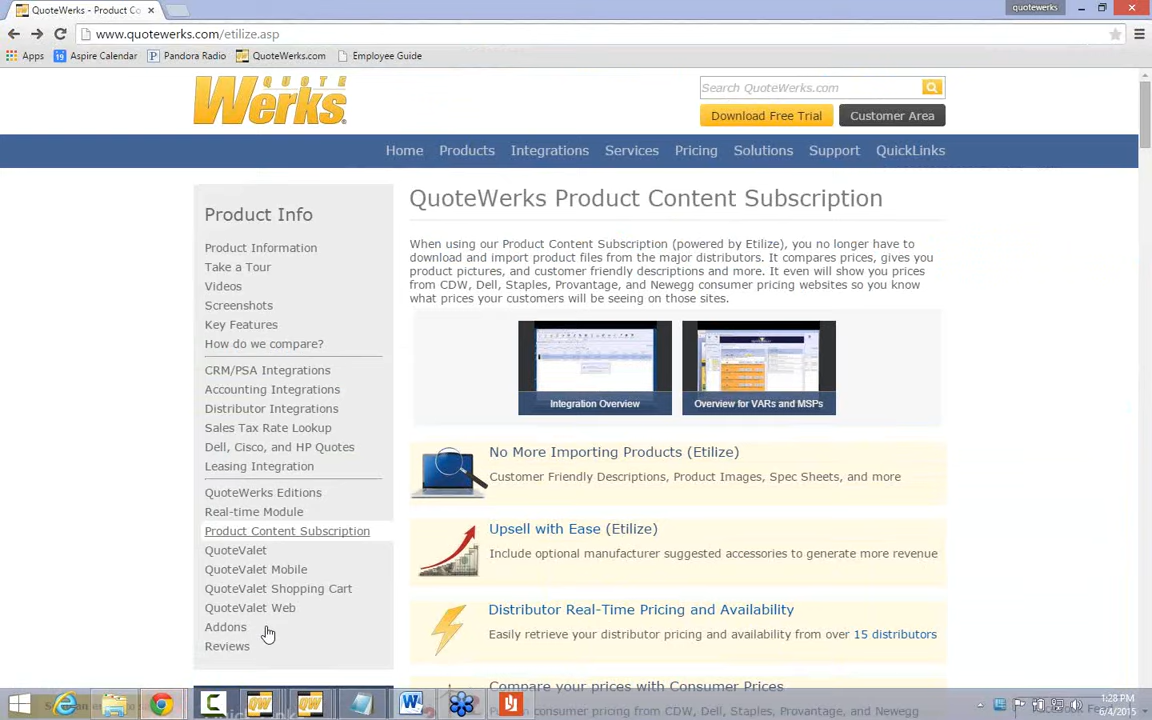 QuoteWerks - Product Co
quotewerks
www.quotewerks.com/etilize.asp
Apps
19 Aspire Calendar
Pandora Radio
QuoteWerks.com
Employee Guide
QUOTE
Werks
Search QuoteWerks.com
Download Free Trial
Customer Area
Home Products Integrations Services Pricing Solutions Support QuickLinks
Product Info
Product Information
Take a Tour
Videos
Screenshots
Key Features
How do we compare?
CRM/PSA Integrations
Accounting Integrations
Distributor Integrations
Sales Tax Rate Lookup
Dell, Cisco, and HP Quotes
Leasing Integration
QuoteWerks Editions
Real-time Module
Product Content Subscription
QuoteValet
QuoteValet Mobile
QuoteValet Shopping Cart
QuoteValet Web
Addons
Reviews
QuoteWerks Product Content Subscription
When using our Product Content Subscription (powered by Etilize), you no longer have to
download and import product files from the major distributors. It compares prices, gives you
product pictures, and customer friendly descriptions and more. It even will show you prices
from CDW, Dell, Staples, Provantage, and Newegg consumer pricing websites so you know
what prices your customers will be seeing on those sites.
Integration Overview
Overview for VARs and MSPs
No More Importing Products (Etilize)
Customer Friendly Descriptions, Product Images, Spec Sheets, and more
Upsell with Ease (Etilize)
Include optional manufacturer suggested accessories to generate more revenue
Distributor Real-Time Pricing and Availability
Easily retrieve your distributor pricing and availability from over 15 distributors
Compare your prices with Consumer Prices
consumer pricing from CDW, Dell, Staples, Provantage, and Newegg
1:28 PM
6/4/2015